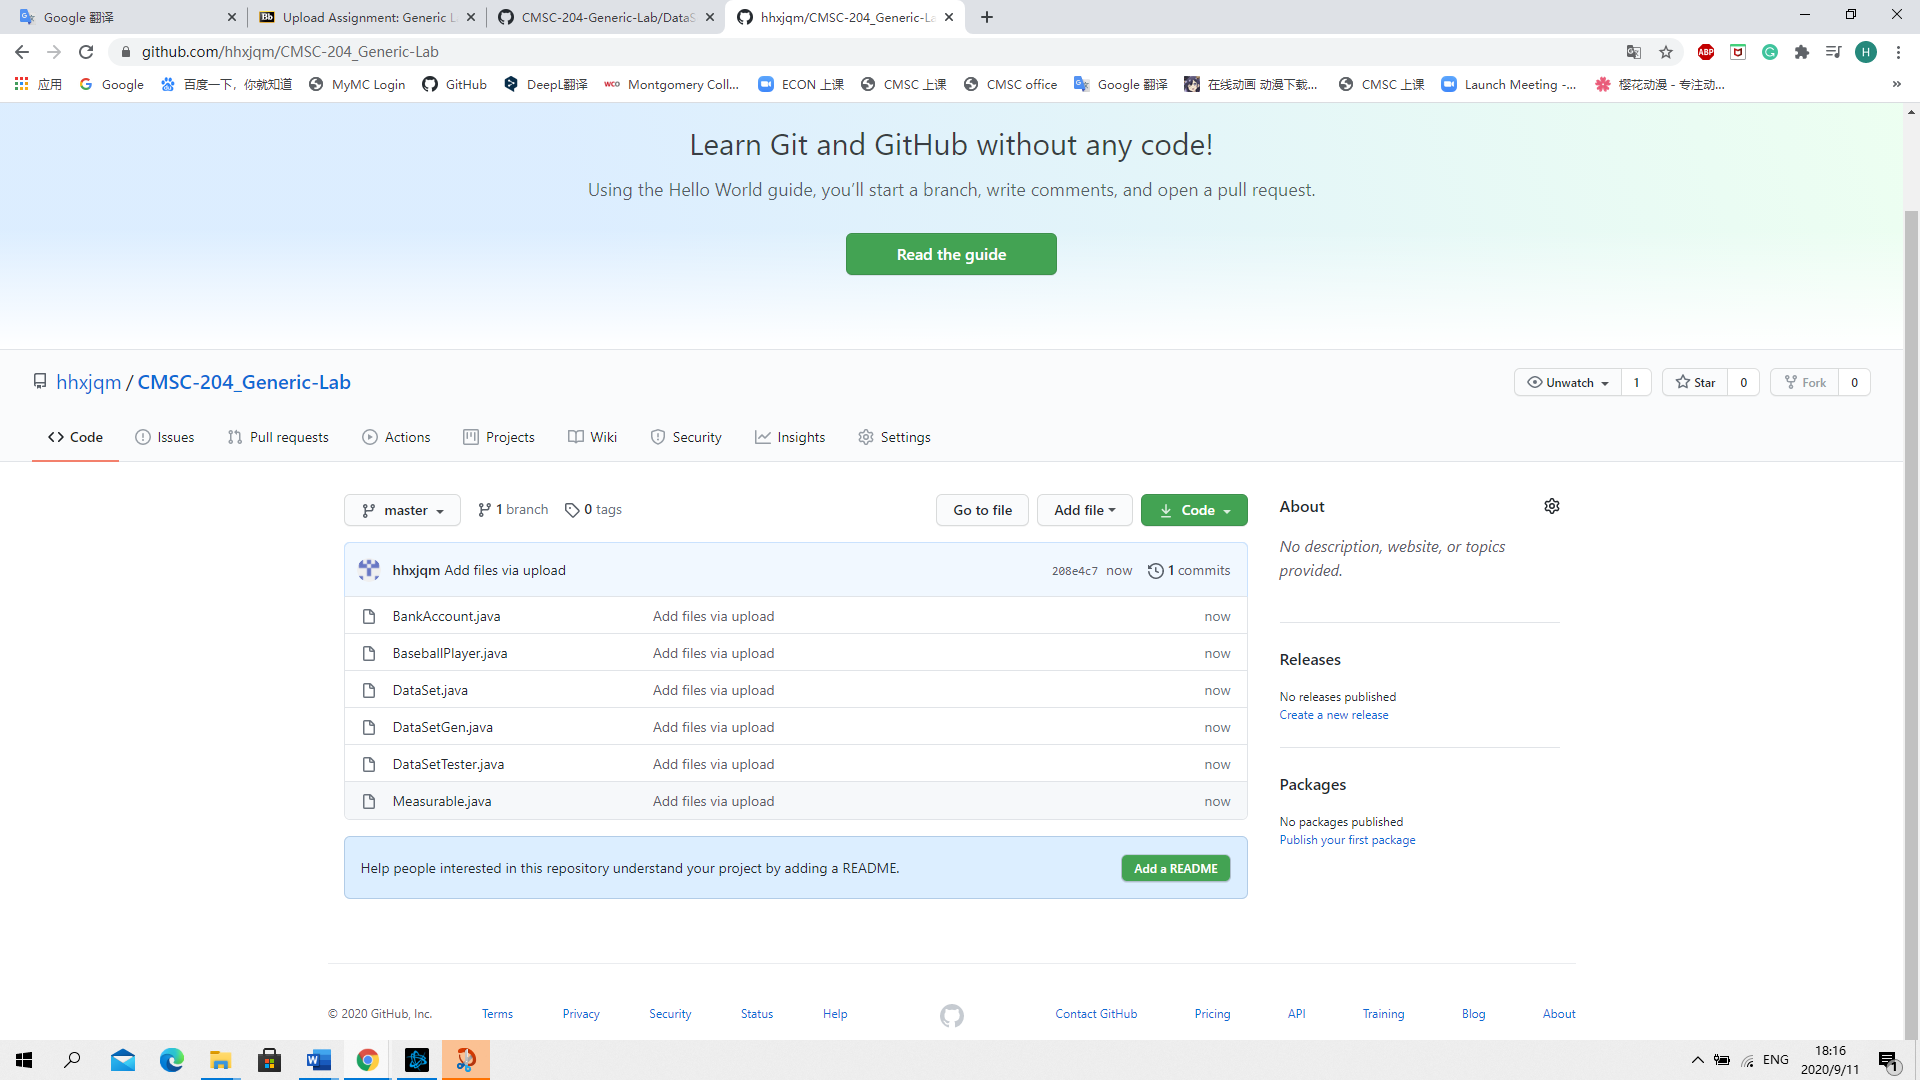 Google 翻译
Upload Assignment: Generic L
CMSC-204-Generic-Lab/DataS
hhxjqm/CMSC-204_Generic-La
github.com/hhxjqm/CMSC-204_Generic-Lab
ABP
H
应用
Google
百度一下，你就知道
MyMC Login
GitHub
DeepL翻译
Montgomery Coll...
ECON 上课
CMSC 上课
CMSC office
Google 翻译
在线动画 动漫下载...
CMSC 上课
Launch Meeting -...
樱花动漫 - 专注动...
Learn Git and GitHub without any code!
Using the Hello World guide, you’ll start a branch, write comments, and open a pull request.
Read the guide
hhxjqm / CMSC-204_Generic-Lab
Unwatch 1
Star 0
Fork 0
Code
Issues
Pull requests
Actions
Projects
Wiki
Security
Insights
Settings
master
1 branch
0 tags
Go to file
Add file
Code
hhxjqm Add files via upload 208e4c7 now 1 commits
BankAccount.java Add files via upload now
BaseballPlayer.java Add files via upload now
DataSet.java Add files via upload now
DataSetGen.java Add files via upload now
DataSetTester.java Add files via upload now
Measurable.java Add files via upload now
Help people interested in this repository understand your project by adding a README.
Add a README
About
No description, website, or topics
provided.
Releases
No releases published
Create a new release
Packages
No packages published
Publish your first package
© 2020 GitHub, Inc.
Terms
Privacy
Security
Status
Help
Contact GitHub
Pricing
API
Training
Blog
About
ENG
18:16
2020/9/11
1